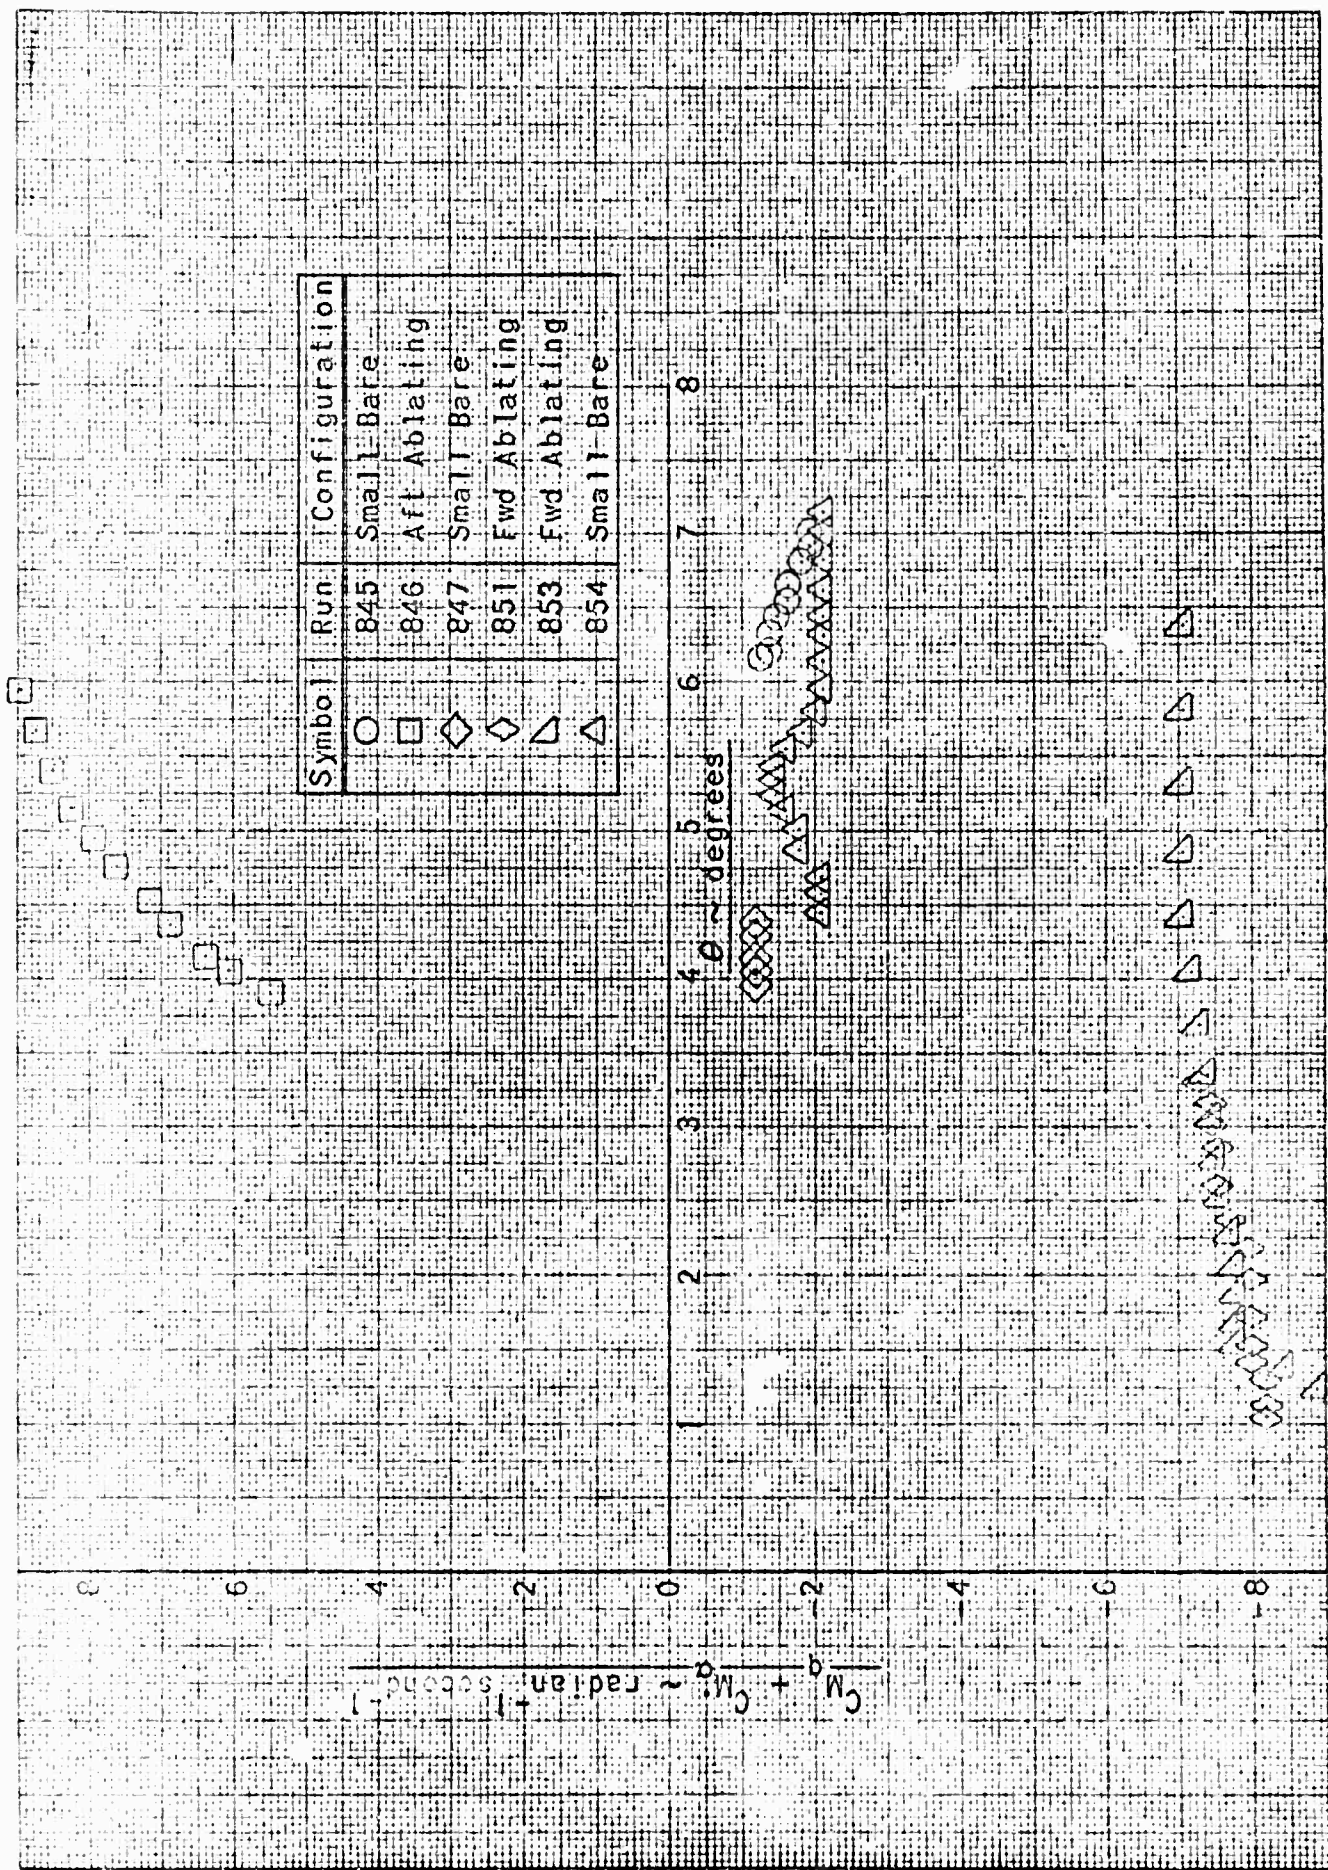 Symbol Run Configuration
845 Small Bare
846 Aft Ablating
847 Small Bare
851 Fwd Ablating
853 Fwd Ablating
854 Small Bare
8
6
4
2
0
-2
-4
-6
-8
1 2 3 4 5 6 7 8
θ ~ degrees
C_Mq + C_Mα̇ ~ radian⁻¹ second⁻¹